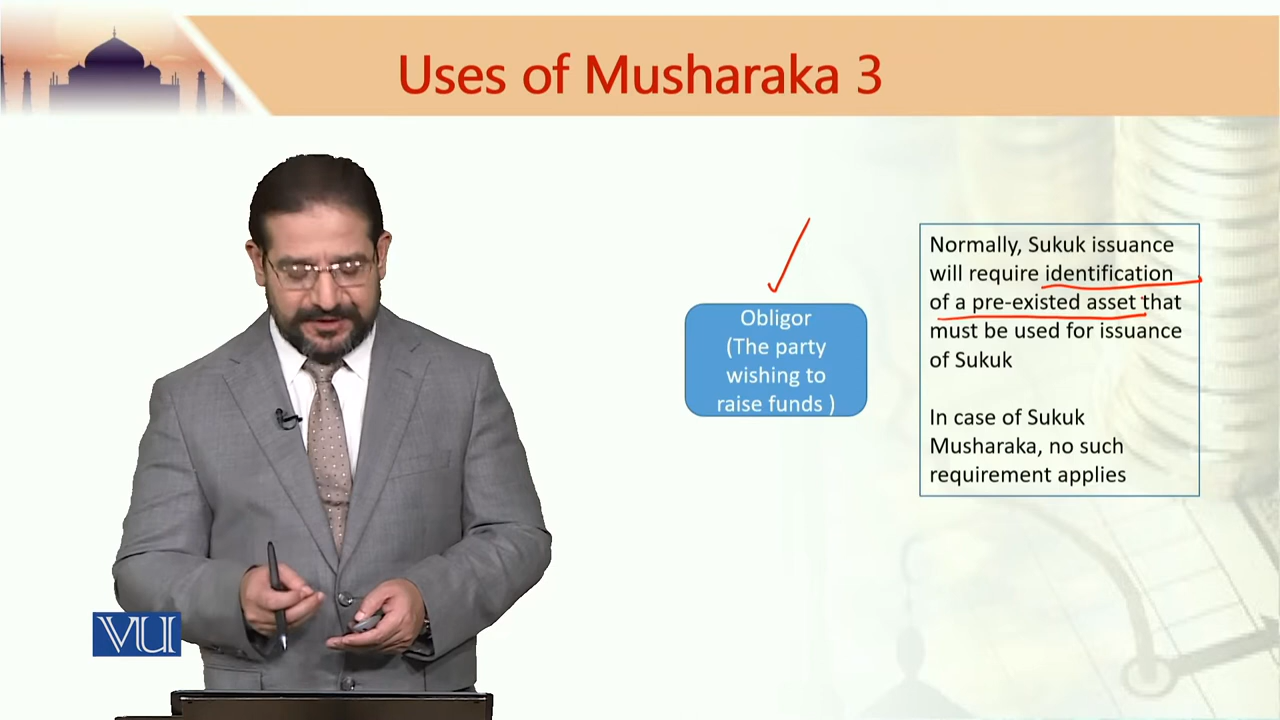 Uses of Musharaka 3
Obligor
(The party
wishing to
raise funds )
Normally, Sukuk issuance
will require identification
of a pre-existed asset that
must be used for issuance
of Sukuk
In case of Sukuk
Musharaka, no such
requirement applies
VU